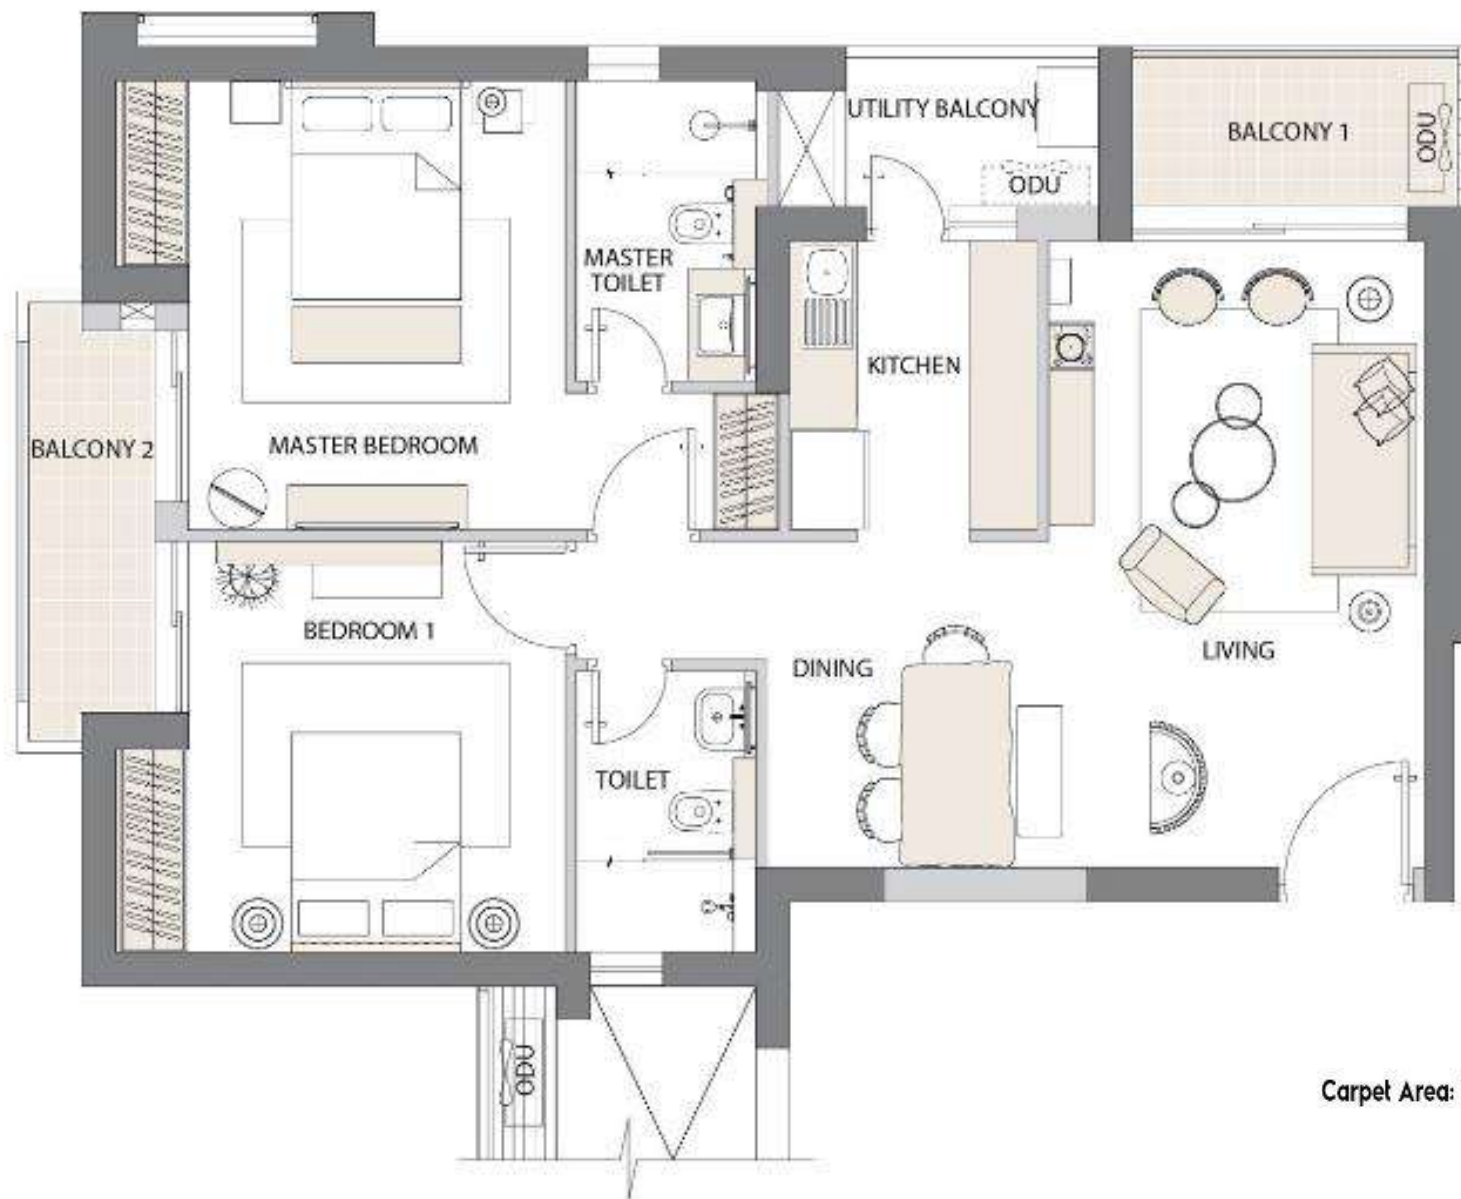 UTILITY BALCONY
BALCONY 1
ODU
ODU
MASTER
TOILET
KITCHEN
BALCONY 2
MASTER BEDROOM
BEDROOM 1
DINING
LIVING
TOILET
ODU
Carpet Area: